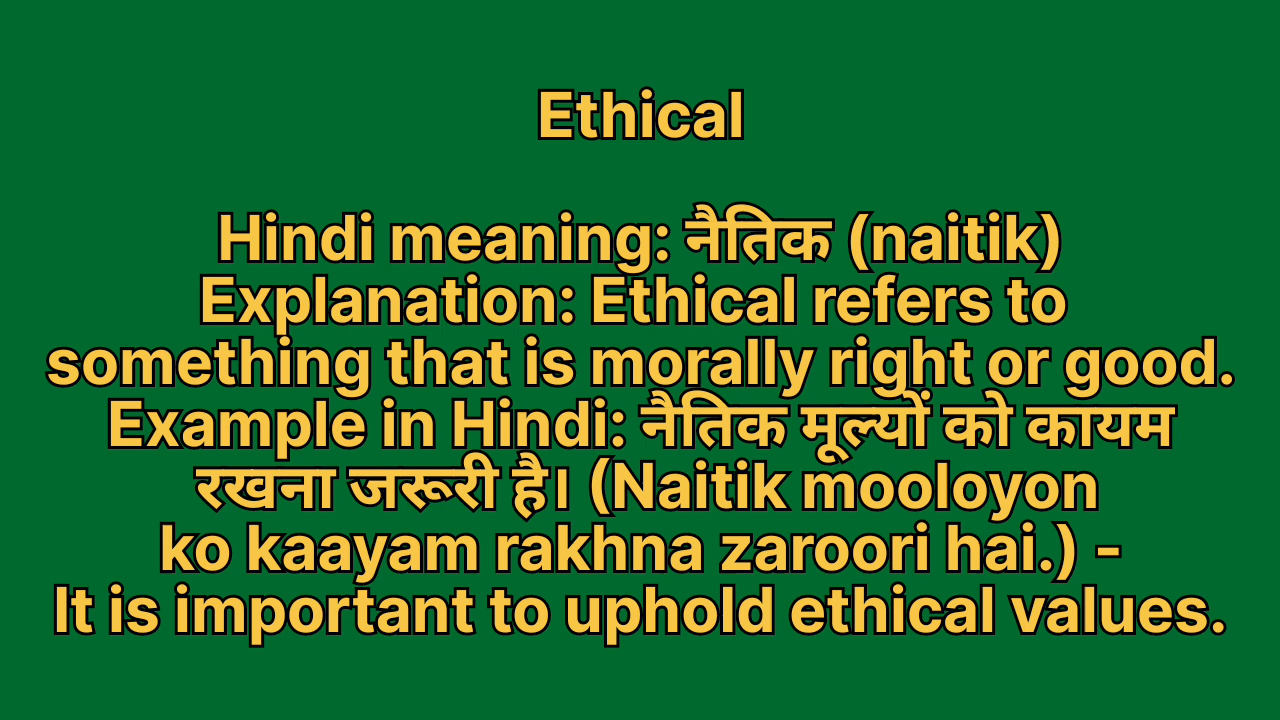 Ethical
Hindi meaning: नैतिक (naitik)
Explanation: Ethical refers to
something that is morally right or good.
Example in Hindi: नैतिक मूल्यों को कायम
रखना जरूरी है। (Naitik mooloyon
ko kaayam rakhna zaroori hai.) -
It is important to uphold ethical values.